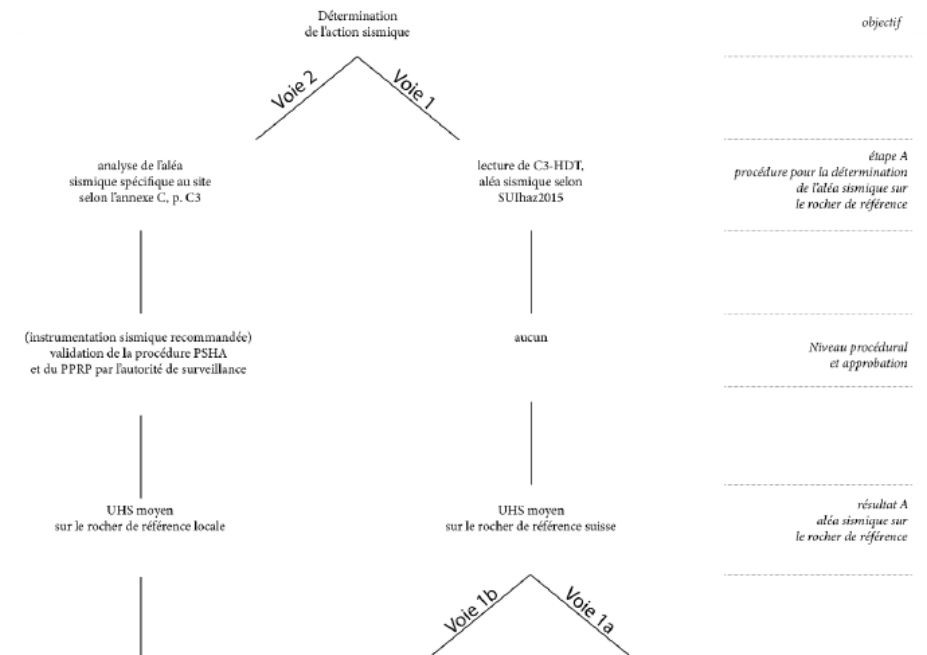 Détermination
de l'action sismique
objectif
Voie 2
Voie 1
analyse de l'aléa
sismique spécifique au site
selon l'annexe C, p. C3
lecture de C3-HDT,
aléa sismique selon
SUIhaz2015
étape A
procédure pour la détermination
de l'aléa sismique sur
le rocher de référence
(instrumentation sismique recommandée)
validation de la procédure PSHA
et du PPRP par l'autorité de surveillance
aucun
Niveau procédural
et approbation
UHS moyen
sur le rocher de référence locale
UHS moyen
sur le rocher de référence suisse
résultat A
aléa sismique sur
le rocher de référence
Voie 1b
Voie 1a